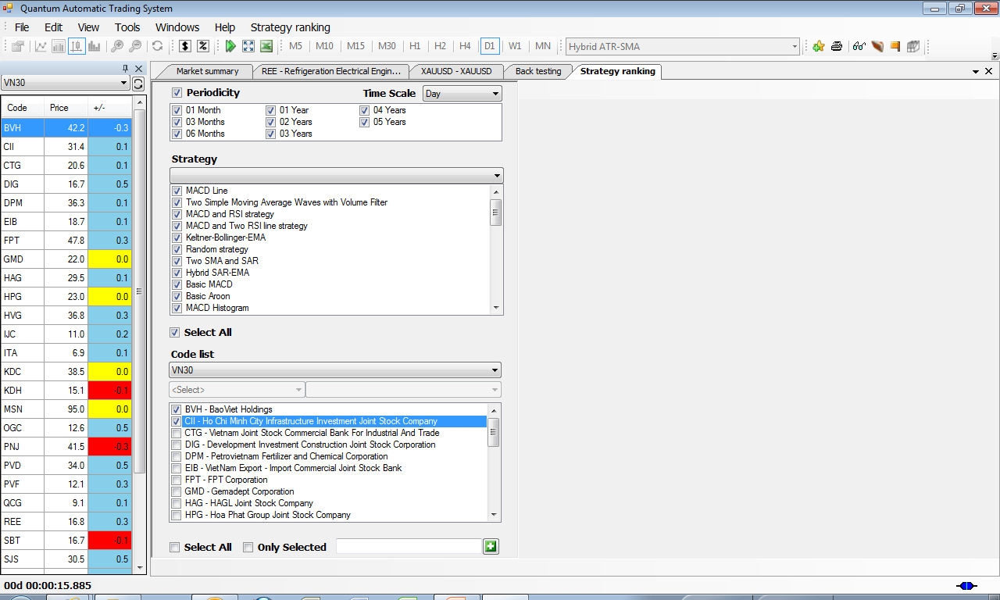 Quantum Automatic Trading System
File Edit View Tools Windows Help Strategy ranking
$ % M5 M10 M15 M30 H1 H2 H4 D1 W1 MN Hybrid ATR-SMA
VN30
Code Price +/-
BVH 42.2 -0.3
CII 31.4 0.1
CTG 20.6 0.1
DIG 16.7 0.5
DPM 36.3 0.1
EIB 18.7 0.1
FPT 47.8 0.3
GMD 22.0 0.0
HAG 29.5 0.1
HPG 23.0 0.0
HVG 36.8 0.3
IJC 11.0 0.2
ITA 6.9 0.1
KDC 38.5 0.0
KDH 15.1 -0.1
MSN 95.0 0.0
OGC 12.6 0.5
PNJ 41.5 -0.3
PVD 34.0 0.5
PVF 12.1 0.3
QCG 9.1 0.1
REE 16.8 0.3
SBT 16.7 -0.1
SJS 30.5 0.5
Market summary REE - Refrigeration Electrical Engin... XAUUSD - XAUUSD Back testing Strategy ranking
Periodicity Time Scale Day
01 Month 01 Year 04 Years
03 Months 02 Years 05 Years
06 Months 03 Years
Strategy
MACD Line
Two Simple Moving Average Waves with Volume Filter
MACD and RSI strategy
MACD and Two RSI line strategy
Keltner-Bollinger-EMA
Random strategy
Two SMA and SAR
Hybrid SAR-EMA
Basic MACD
Basic Aroon
MACD Histogram
Select All
Code list
VN30
<Select>
BVH - BaoViet Holdings
CII - Ho Chi Minh City Infrastructure Investment Joint Stock Company
CTG - Vietnam Joint Stock Commercial Bank For Industrial And Trade
DIG - Development Investment Construction Joint Stock Corporation
DPM - Petrovietnam Fertilizer and Chemical Corporation
EIB - VietNam Export - Import Commercial Joint Stock Bank
FPT - FPT Corporation
GMD - Gemadept Corporation
HAG - HAGL Joint Stock Company
HPG - Hoa Phat Group Joint Stock Company
Select All Only Selected
00d 00:00:15.885